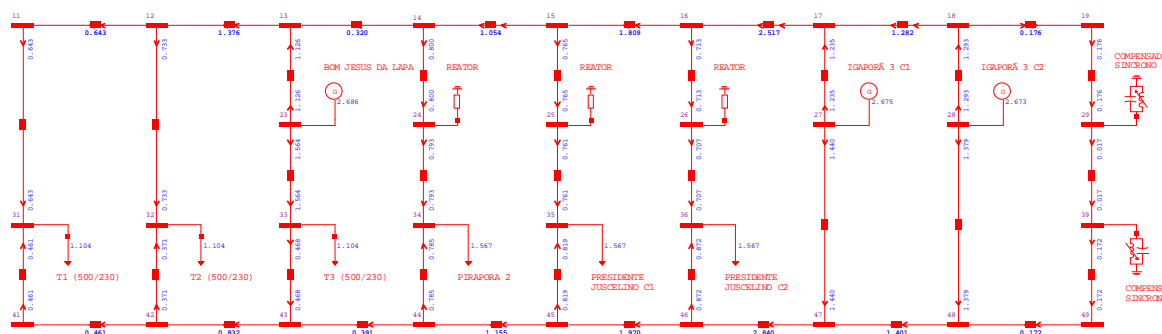 11 12 13 14 15 16 17 18 19
0.643 1.376 0.320 1.054 1.809 2.517 1.282 0.176
0.643 0.733 1.126 0.800 0.765 0.713 1.235 1.293 0.176
BOM JESUS DA LAPA REATOR REATOR REATOR IGAPORÃ 3 C1 IGAPORÃ 3 C2 COMPENSAD
SINCRONO
G G G
1.126 2.686 0.800 0.765 0.713 1.235 2.675 1.293 2.673 0.176
23 24 25 26 27 28 29
1.564 0.793 0.761 0.707 1.440 1.379 0.017
0.643 0.733 1.564 0.793 0.761 0.707 0.017
31 32 33 34 35 36 39
0.461 1.104 0.371 1.104 0.468 1.104 0.785 1.567 0.819 1.567 0.872 1.567 0.172
T1 (500/230) T2 (500/230) T3 (500/230) PIRAPORA 2 PRESIDENTE
JUSCELINO C1
PRESIDENTE
JUSCELINO C2
COMPENS
SINCRON
0.461 0.371 0.468 0.785 0.819 0.872 1.440 1.379 0.172
41 42 43 44 45 46 47 48 49
0.461 0.832 0.391 1.155 1.970 2.840 1.401 0.172